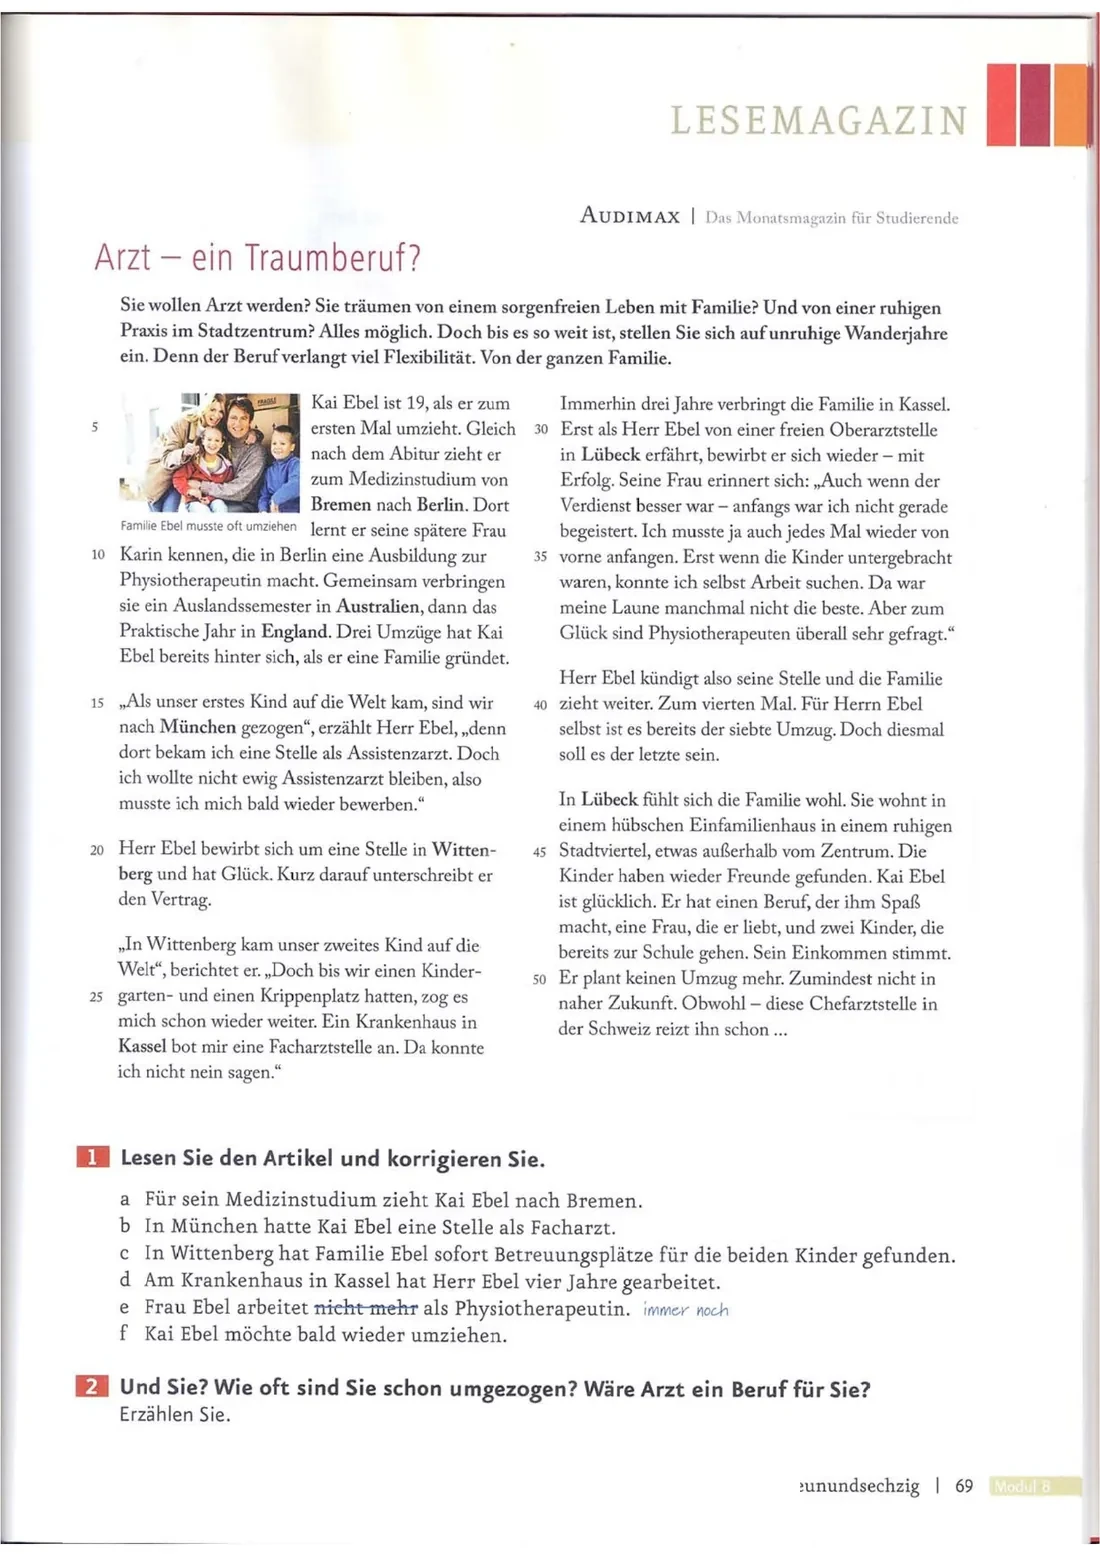 LESEMAGAZIN
AUDIMAX | Das Monatsmagazin für Studierende
Arzt – ein Traumberuf?
Sie wollen Arzt werden? Sie träumen von einem sorgenfreien Leben mit Familie? Und von einer ruhigen
Praxis im Stadtzentrum? Alles möglich. Doch bis es so weit ist, stellen Sie sich auf unruhige Wanderjahre
ein. Denn der Beruf verlangt viel Flexibilität. Von der ganzen Familie.
FRAGILE
Familie Ebel musste oft umziehen
Kai Ebel ist 19, als er zum
5 ersten Mal umzieht. Gleich
nach dem Abitur zieht er
zum Medizinstudium von
Bremen nach Berlin. Dort
lernt er seine spätere Frau
10 Karin kennen, die in Berlin eine Ausbildung zur
Physiotherapeutin macht. Gemeinsam verbringen
sie ein Auslandssemester in Australien, dann das
Praktische Jahr in England. Drei Umzüge hat Kai
Ebel bereits hinter sich, als er eine Familie gründet.
15 „Als unser erstes Kind auf die Welt kam, sind wir
nach München gezogen“, erzählt Herr Ebel, „denn
dort bekam ich eine Stelle als Assistenzarzt. Doch
ich wollte nicht ewig Assistenzarzt bleiben, also
musste ich mich bald wieder bewerben.“
20 Herr Ebel bewirbt sich um eine Stelle in Witten-
berg und hat Glück. Kurz darauf unterschreibt er
den Vertrag.
„In Wittenberg kam unser zweites Kind auf die
Welt“, berichtet er. „Doch bis wir einen Kinder-
25 garten- und einen Krippenplatz hatten, zog es
mich schon wieder weiter. Ein Krankenhaus in
Kassel bot mir eine Facharztstelle an. Da konnte
ich nicht nein sagen.“
Immerhin drei Jahre verbringt die Familie in Kassel.
30 Erst als Herr Ebel von einer freien Oberarztstelle
in Lübeck erfährt, bewirbt er sich wieder – mit
Erfolg. Seine Frau erinnert sich: „Auch wenn der
Verdienst besser war – anfangs war ich nicht gerade
begeistert. Ich musste ja auch jedes Mal wieder von
35 vorne anfangen. Erst wenn die Kinder untergebracht
waren, konnte ich selbst Arbeit suchen. Da war
meine Laune manchmal nicht die beste. Aber zum
Glück sind Physiotherapeuten überall sehr gefragt.“
Herr Ebel kündigt also seine Stelle und die Familie
40 zieht weiter. Zum vierten Mal. Für Herrn Ebel
selbst ist es bereits der siebte Umzug. Doch diesmal
soll es der letzte sein.
In Lübeck fühlt sich die Familie wohl. Sie wohnt in
einem hübschen Einfamilienhaus in einem ruhigen
45 Stadtviertel, etwas außerhalb vom Zentrum. Die
Kinder haben wieder Freunde gefunden. Kai Ebel
ist glücklich. Er hat einen Beruf, der ihm Spaß
macht, eine Frau, die er liebt, und zwei Kinder, die
bereits zur Schule gehen. Sein Einkommen stimmt.
50 Er plant keinen Umzug mehr. Zumindest nicht in
naher Zukunft. Obwohl – diese Chefarztstelle in
der Schweiz reizt ihn schon ...
1 Lesen Sie den Artikel und korrigieren Sie.
a Für sein Medizinstudium zieht Kai Ebel nach Bremen.
b In München hatte Kai Ebel eine Stelle als Facharzt.
c In Wittenberg hat Familie Ebel sofort Betreuungsplätze für die beiden Kinder gefunden.
d Am Krankenhaus in Kassel hat Herr Ebel vier Jahre gearbeitet.
e Frau Ebel arbeitet nicht mehr als Physiotherapeutin. immer noch
f Kai Ebel möchte bald wieder umziehen.
2 Und Sie? Wie oft sind Sie schon umgezogen? Wäre Arzt ein Beruf für Sie?
Erzählen Sie.
eunundsechzig | 69 Modul 8